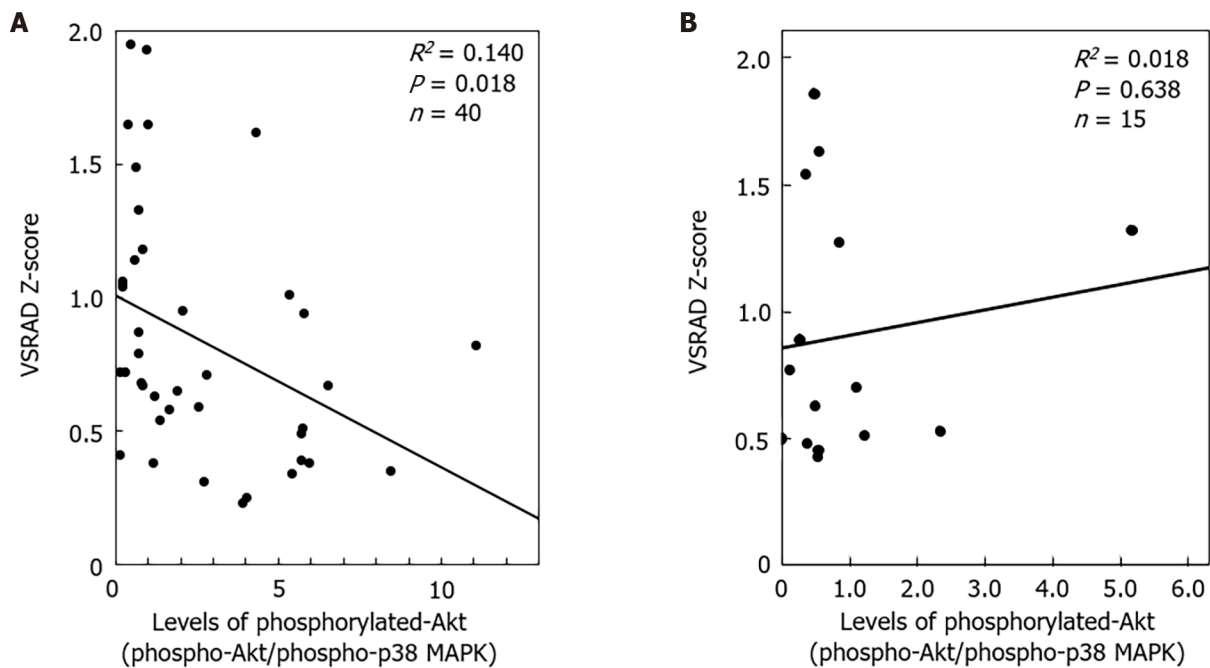 A
2.0
1.5
1.0
0.5
0
VSRAD Z-score
R² = 0.140
P = 0.018
n = 40
0 5 10
Levels of phosphorylated-Akt
(phospho-Akt/phospho-p38 MAPK)
B
2.0
1.5
1.0
0.5
0
VSRAD Z-score
R² = 0.018
P = 0.638
n = 15
0 1.0 2.0 3.0 4.0 5.0 6.0
Levels of phosphorylated-Akt
(phospho-Akt/phospho-p38 MAPK)